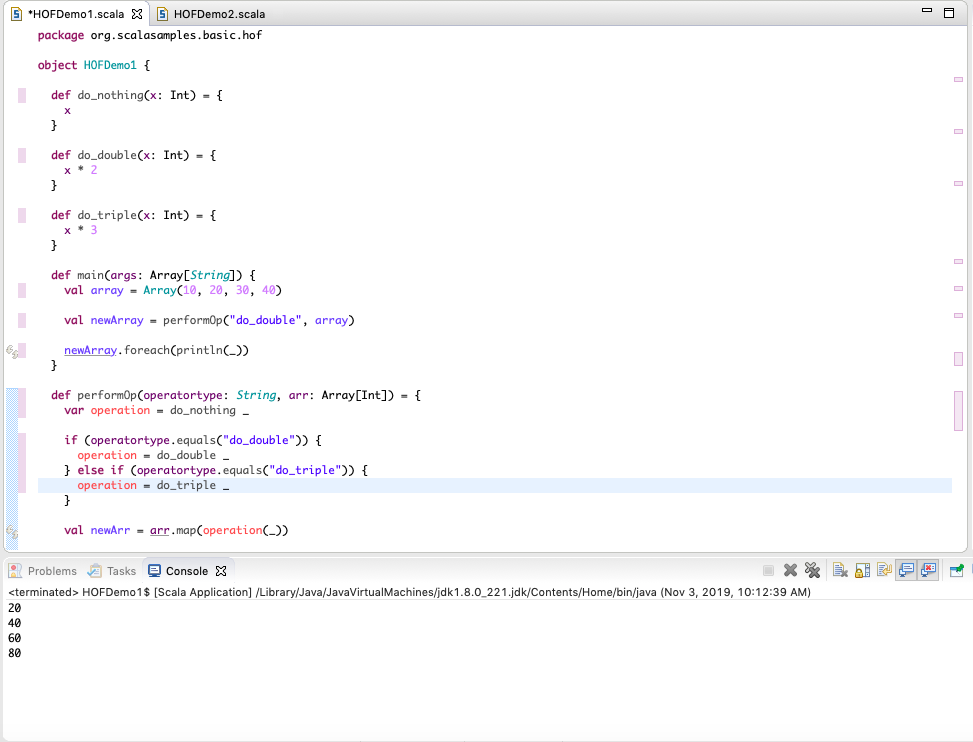 *HOFDemo1.scala HOFDemo2.scala
package org.scalasamples.basic.hof
object HOFDemo1 {
def do_nothing(x: Int) = {
x
}
def do_double(x: Int) = {
x * 2
}
def do_triple(x: Int) = {
x * 3
}
def main(args: Array[String]) {
val array = Array(10, 20, 30, 40)
val newArray = performOp("do_double", array)
newArray.foreach(println(_))
}
def performOp(operatortype: String, arr: Array[Int]) = {
var operation = do_nothing _
if (operatortype.equals("do_double")) {
operation = do_double _
} else if (operatortype.equals("do_triple")) {
operation = do_triple _
}
val newArr = arr.map(operation(_))
Problems Tasks Console
<terminated> HOFDemo1$ [Scala Application] /Library/Java/JavaVirtualMachines/jdk1.8.0_221.jdk/Contents/Home/bin/java (Nov 3, 2019, 10:12:39 AM)
20
40
60
80